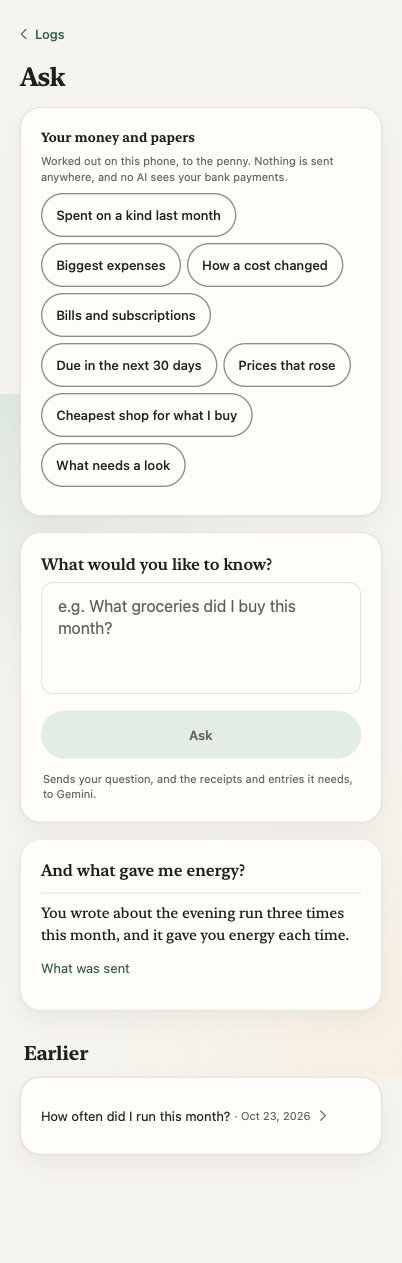 Logs
Ask
Your money and papers
Worked out on this phone, to the penny. Nothing is sent
anywhere, and no AI sees your bank payments.
Spent on a kind last month
Biggest expenses
How a cost changed
Bills and subscriptions
Due in the next 30 days
Prices that rose
Cheapest shop for what I buy
What needs a look
What would you like to know?
e.g. What groceries did I buy this
month?
Ask
Sends your question, and the receipts and entries it needs,
to Gemini.
And what gave me energy?
You wrote about the evening run three times
this month, and it gave you energy each time.
What was sent
Earlier
How often did I run this month? · Oct 23, 2026